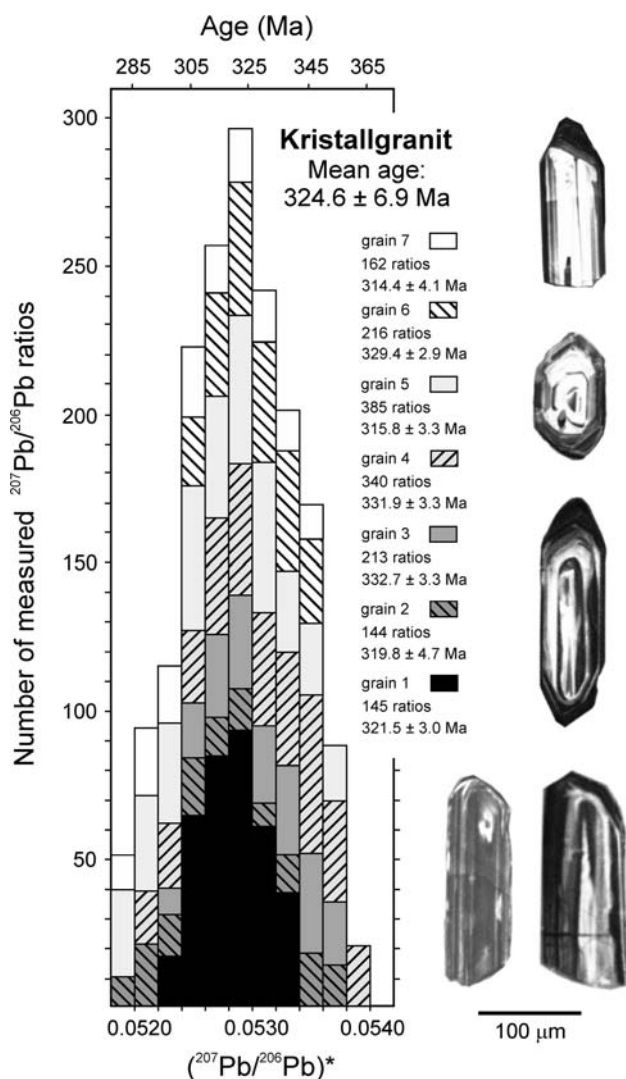 Age (Ma)
285 305 325 345 365
300
250
200
150
100
50
Number of measured ²⁰⁷Pb/²⁰⁶Pb ratios
Kristallgranit
Mean age:
324.6 ± 6.9 Ma
grain 7
162 ratios
314.4 ± 4.1 Ma
grain 6
216 ratios
329.4 ± 2.9 Ma
grain 5
385 ratios
315.8 ± 3.3 Ma
grain 4
340 ratios
331.9 ± 3.3 Ma
grain 3
213 ratios
332.7 ± 3.3 Ma
grain 2
144 ratios
319.8 ± 4.7 Ma
grain 1
145 ratios
321.5 ± 3.0 Ma
0.0520 0.0530 0.0540
(²⁰⁷Pb/²⁰⁶Pb)*
100 µm